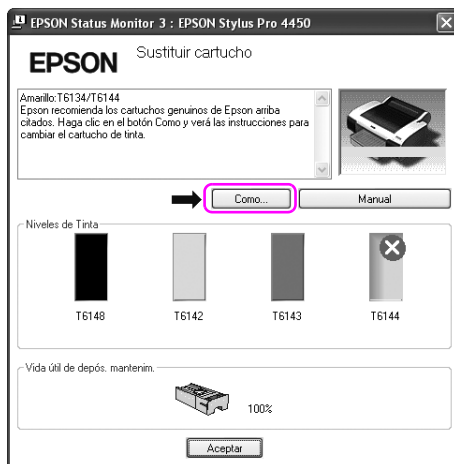 EPSON Status Monitor 3 : EPSON Stylus Pro 4450
EPSON
Sustituir cartucho
Amarillo:T6134/T6144
Epson recomienda los cartuchos genuinos de Epson arriba
citados. Haga clic en el botón Como y verá las instrucciones para
cambiar el cartucho de tinta.
Como...
Manual
Niveles de Tinta
T6148
T6142
T6143
T6144
Vida útil de depós. mantenim.
100%
Aceptar